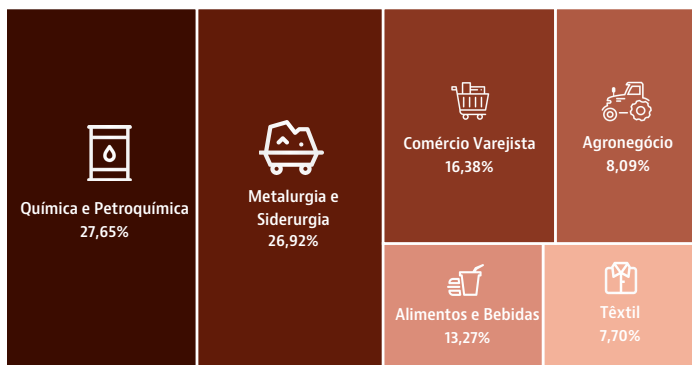 Química e Petroquímica
27,65%
Metalurgia e
Siderurgia
26,92%
Comércio Varejista
16,38%
Agronegócio
8,09%
Alimentos e Bebidas
13,27%
Têxtil
7,70%